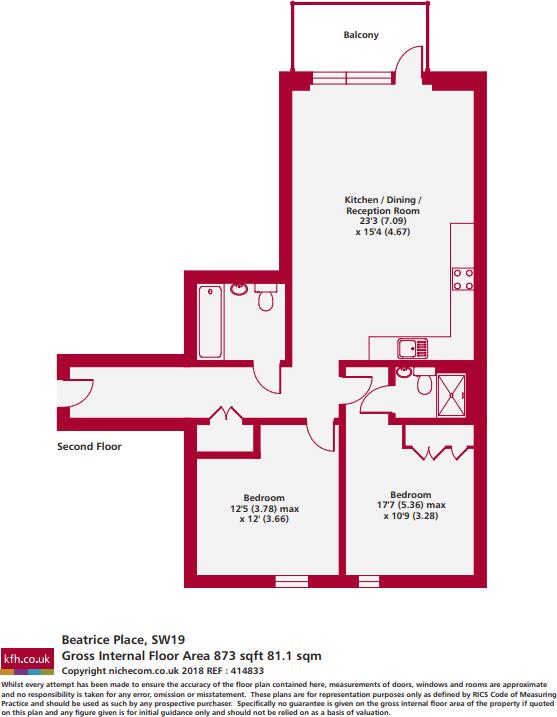 Balcony
Kitchen / Dining /
Reception Room
23'3 (7.09)
x 15'4 (4.67)
Second Floor
Bedroom
12'5 (3.78) max
x 12' (3.66)
Bedroom
17'7 (5.36) max
x 10'9 (3.28)
kfh.co.uk
Beatrice Place, SW19
Gross Internal Floor Area 873 sqft 81.1 sqm
Copyright nichecom.co.uk 2018 REF : 414833
Whilst every attempt has been made to ensure the accuracy of the floor plan contained here, measurements of doors, windows and rooms are approximate
and no responsibility is taken for any error, omission or misstatement. These plans are for representation purposes only as defined by RICS Code of Measuring
Practice and should be used as such by any prospective purchaser. Specifically no guarantee is given on the gross internal floor area of the property if quoted
on this plan and any figure given is for initial guidance only and should not be relied on as a basis of valuation.